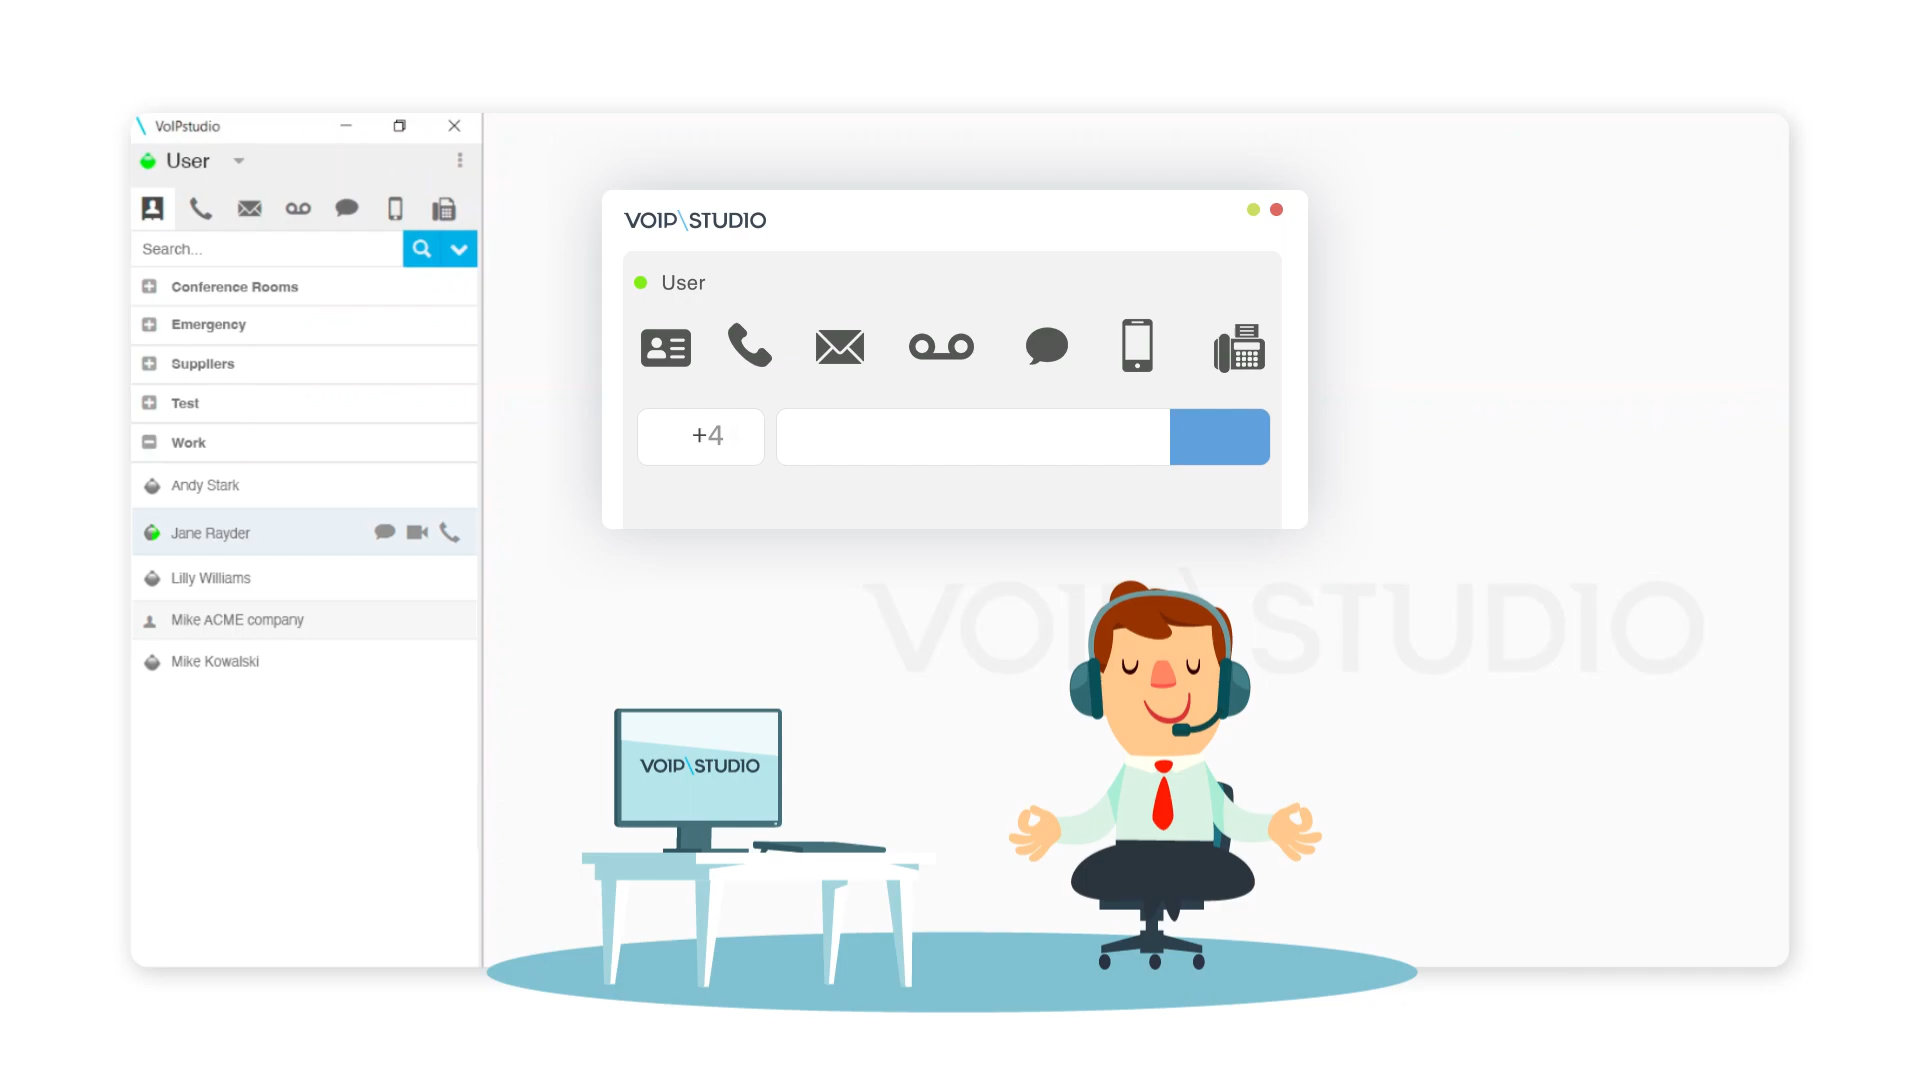 VoIPstudio
User
Search...
Conference Rooms
Emergency
Suppliers
Test
Work
Andy Stark
Jane Rayder
Lilly Williams
Mike ACME company
Mike Kowalski
VOIP\STUDIO
User
+4
VOIP\STUDIO
VOIP\STUDIO